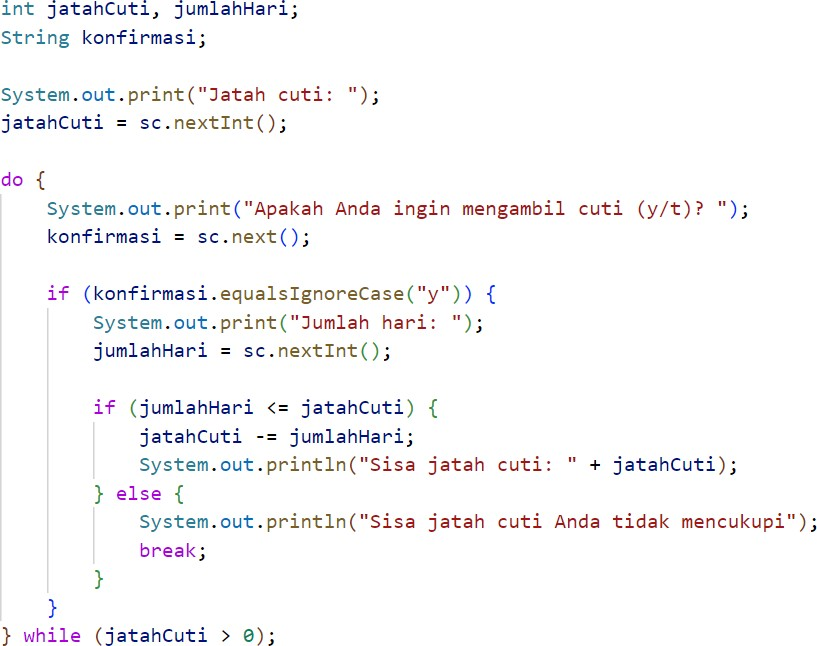 int jatahCuti, jumlahHari;
String konfirmasi;

System.out.print("Jatah cuti: ");
jatahCuti = sc.nextInt();

do {
    System.out.print("Apakah Anda ingin mengambil cuti (y/t)? ");
    konfirmasi = sc.next();

    if (konfirmasi.equalsIgnoreCase("y")) {
        System.out.print("Jumlah hari: ");
        jumlahHari = sc.nextInt();

        if (jumlahHari <= jatahCuti) {
            jatahCuti -= jumlahHari;
            System.out.println("Sisa jatah cuti: " + jatahCuti);
        } else {
            System.out.println("Sisa jatah cuti Anda tidak mencukupi");
            break;
        }
    }
} while (jatahCuti > 0);